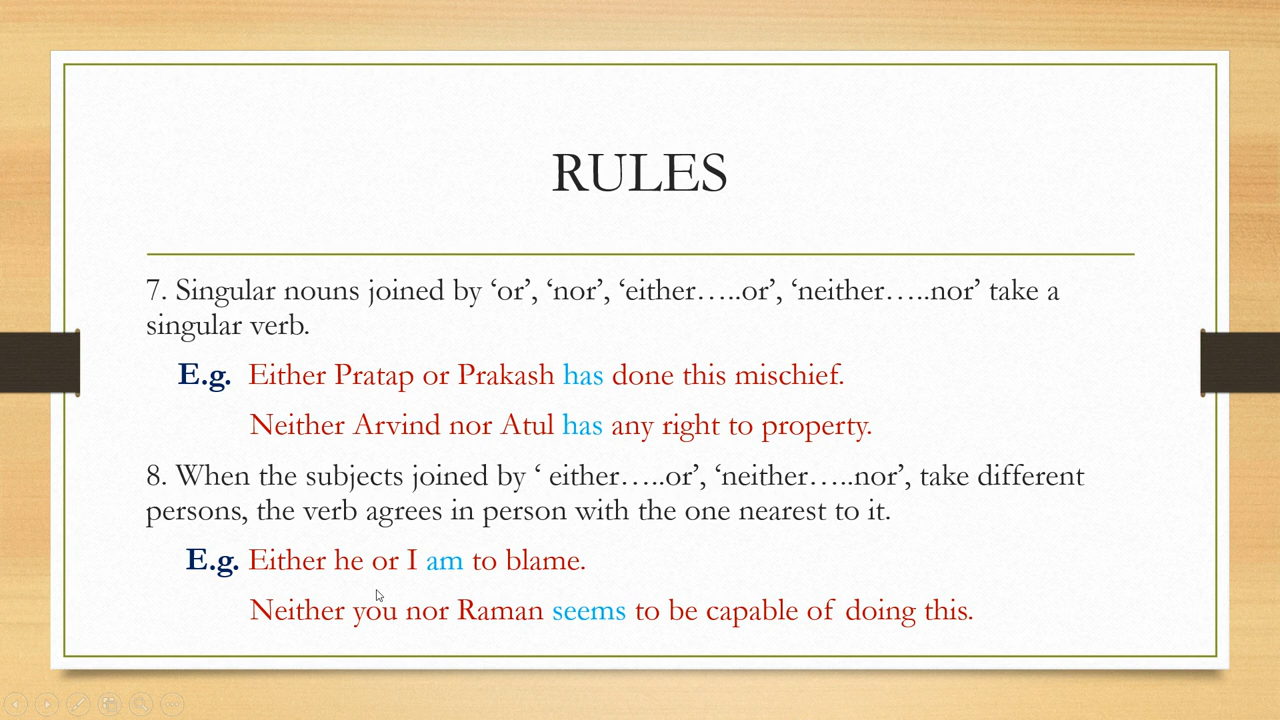 RULES
7. Singular nouns joined by ‘or’, ‘nor’, ‘either…..or’, ‘neither…..nor’ take a
singular verb.
E.g. Either Pratap or Prakash has done this mischief.
Neither Arvind nor Atul has any right to property.
8. When the subjects joined by ‘ either…..or’, ‘neither…..nor’, take different
persons, the verb agrees in person with the one nearest to it.
E.g. Either he or I am to blame.
Neither you nor Raman seems to be capable of doing this.